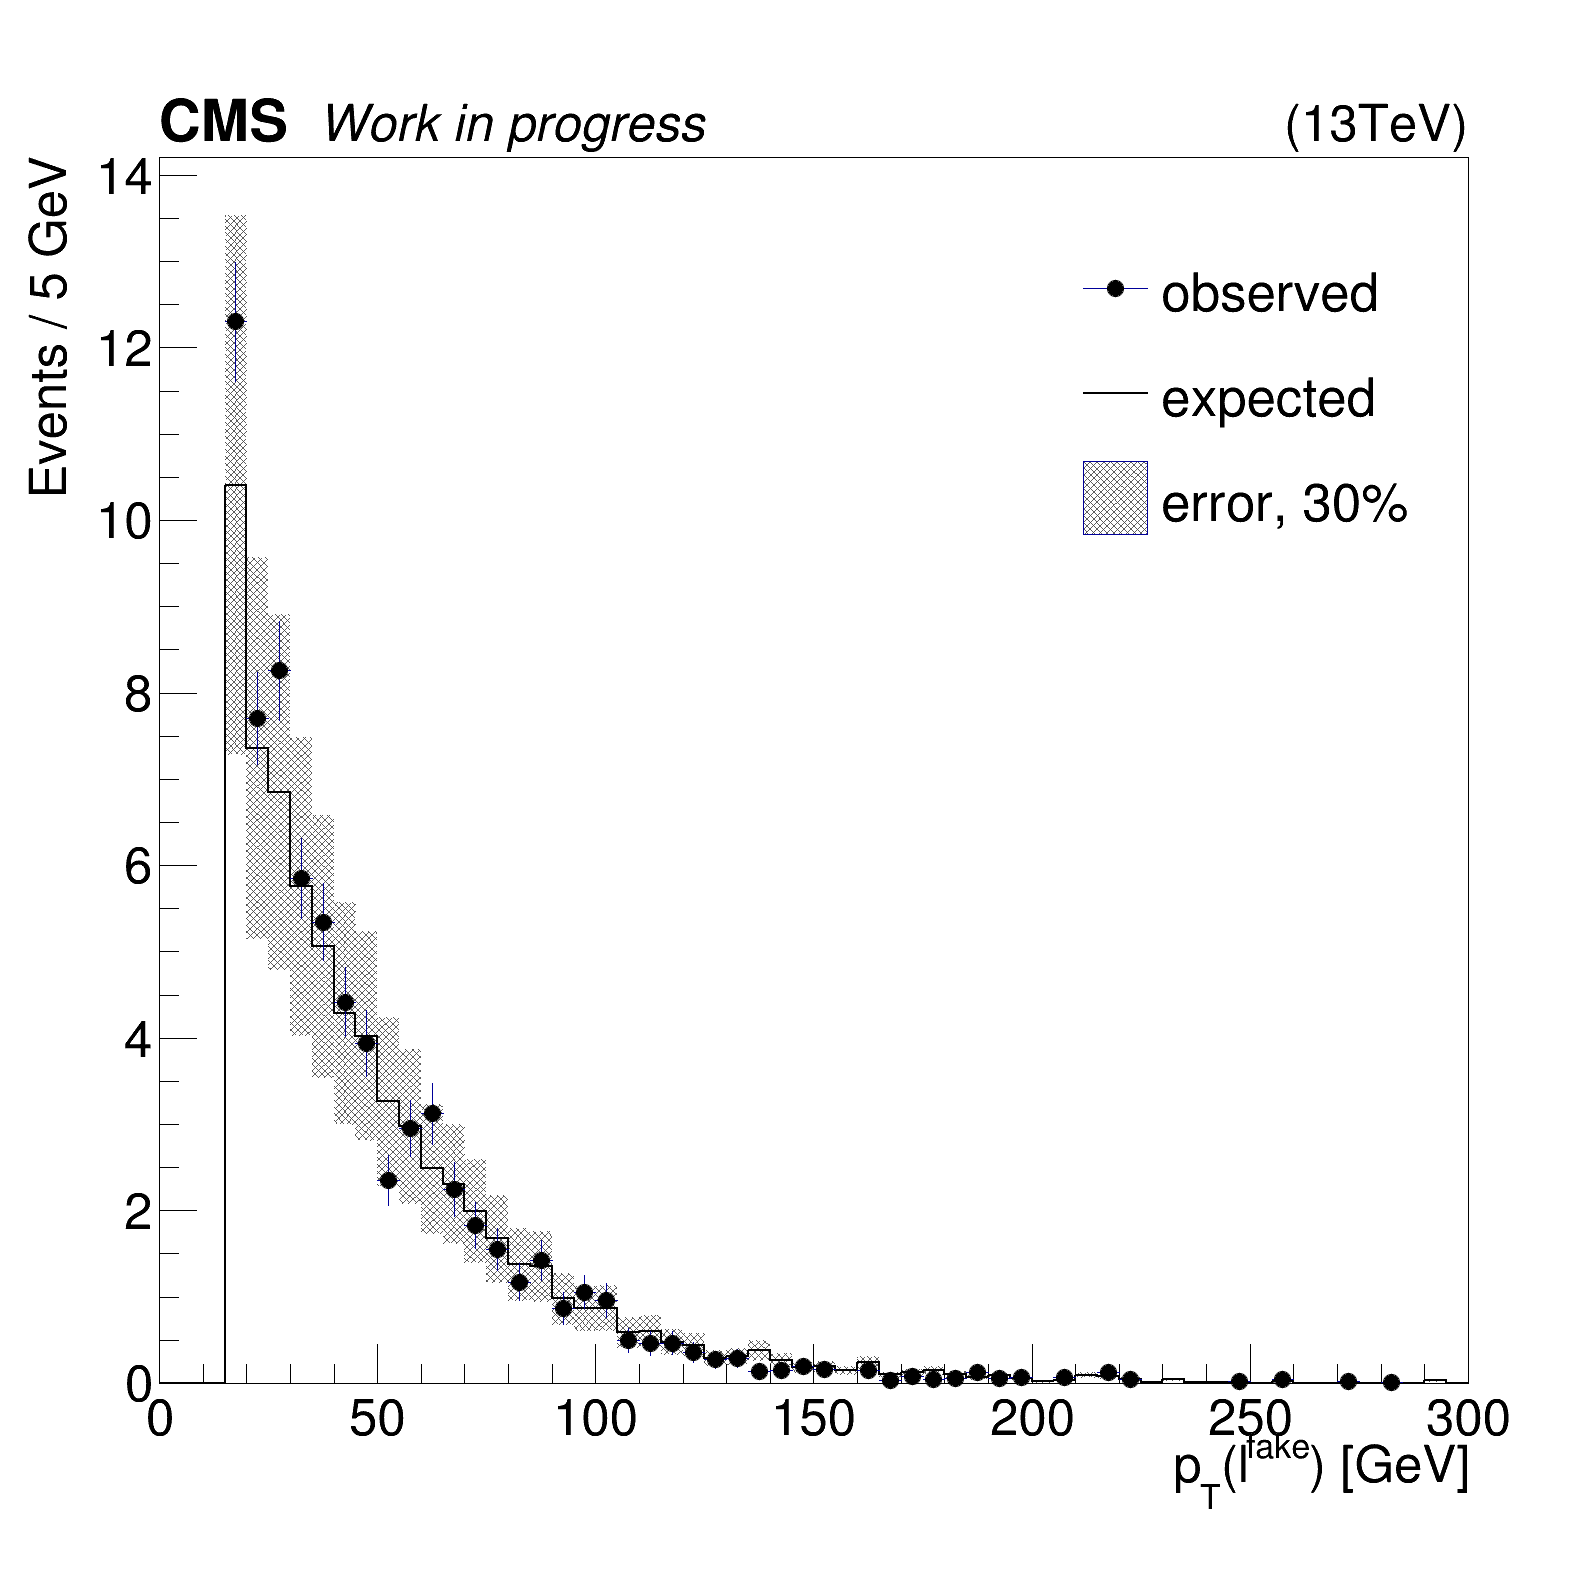 CMS Work in progress (13TeV)
Events / 5 GeV
14
12
10
8
6
4
2
0
observed
expected
error, 30%
0 50 100 150 200 250 300
p_T(l^fake) [GeV]